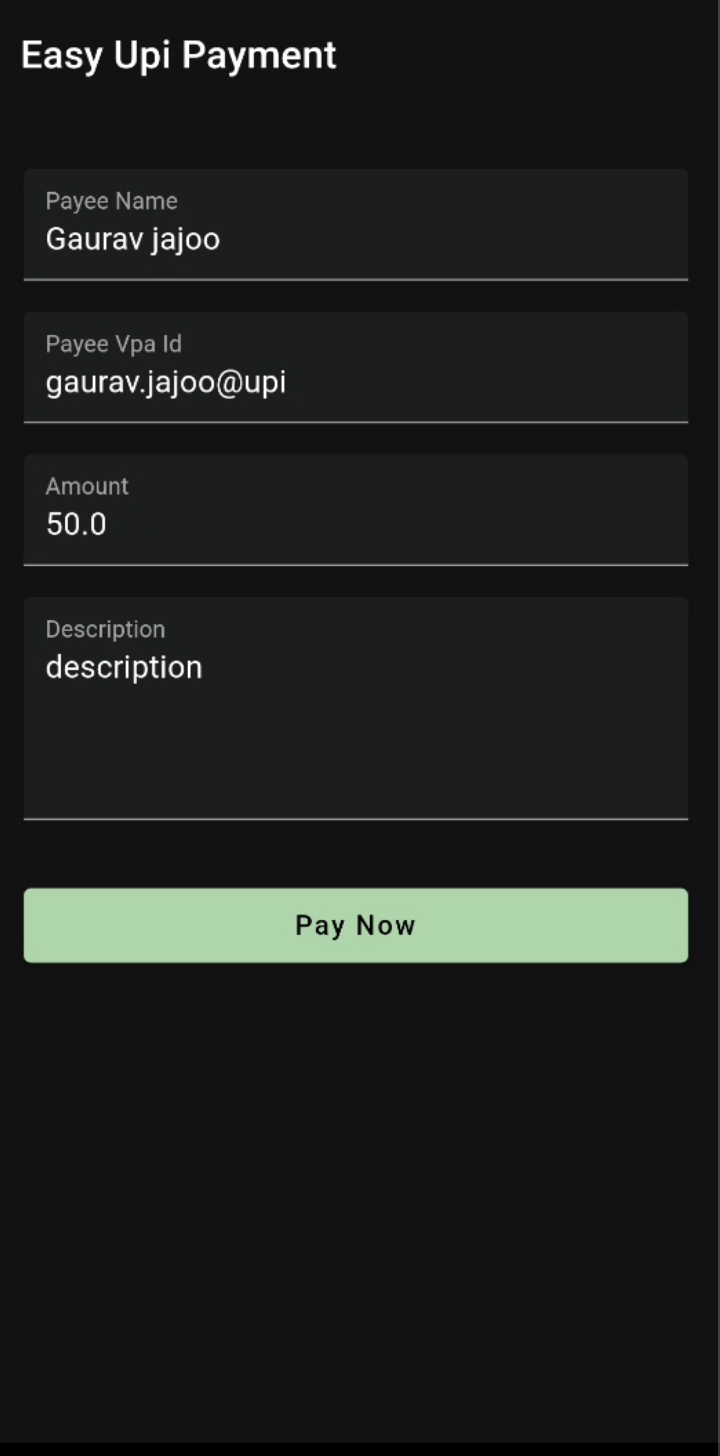 Easy Upi Payment
Payee Name
Gaurav jajoo
Payee Vpa Id
gaurav.jajoo@upi
Amount
50.0
Description
description
Pay Now